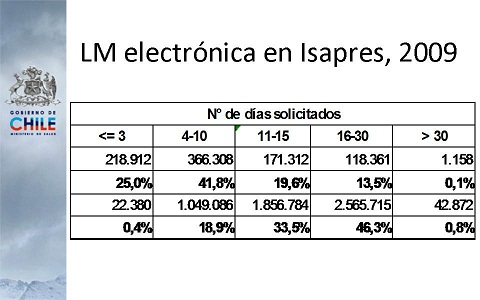 LM electrónica en Isapres, 2009
GOBIERNO DE
CHILE
MINISTERIO DE SALUD
N° de días solicitados
<= 3 4-10 11-15 16-30 > 30
218.912 366.308 171.312 118.361 1.158
25,0% 41,8% 19,6% 13,5% 0,1%
22.380 1.049.086 1.856.784 2.565.715 42.872
0,4% 18,9% 33,5% 46,3% 0,8%